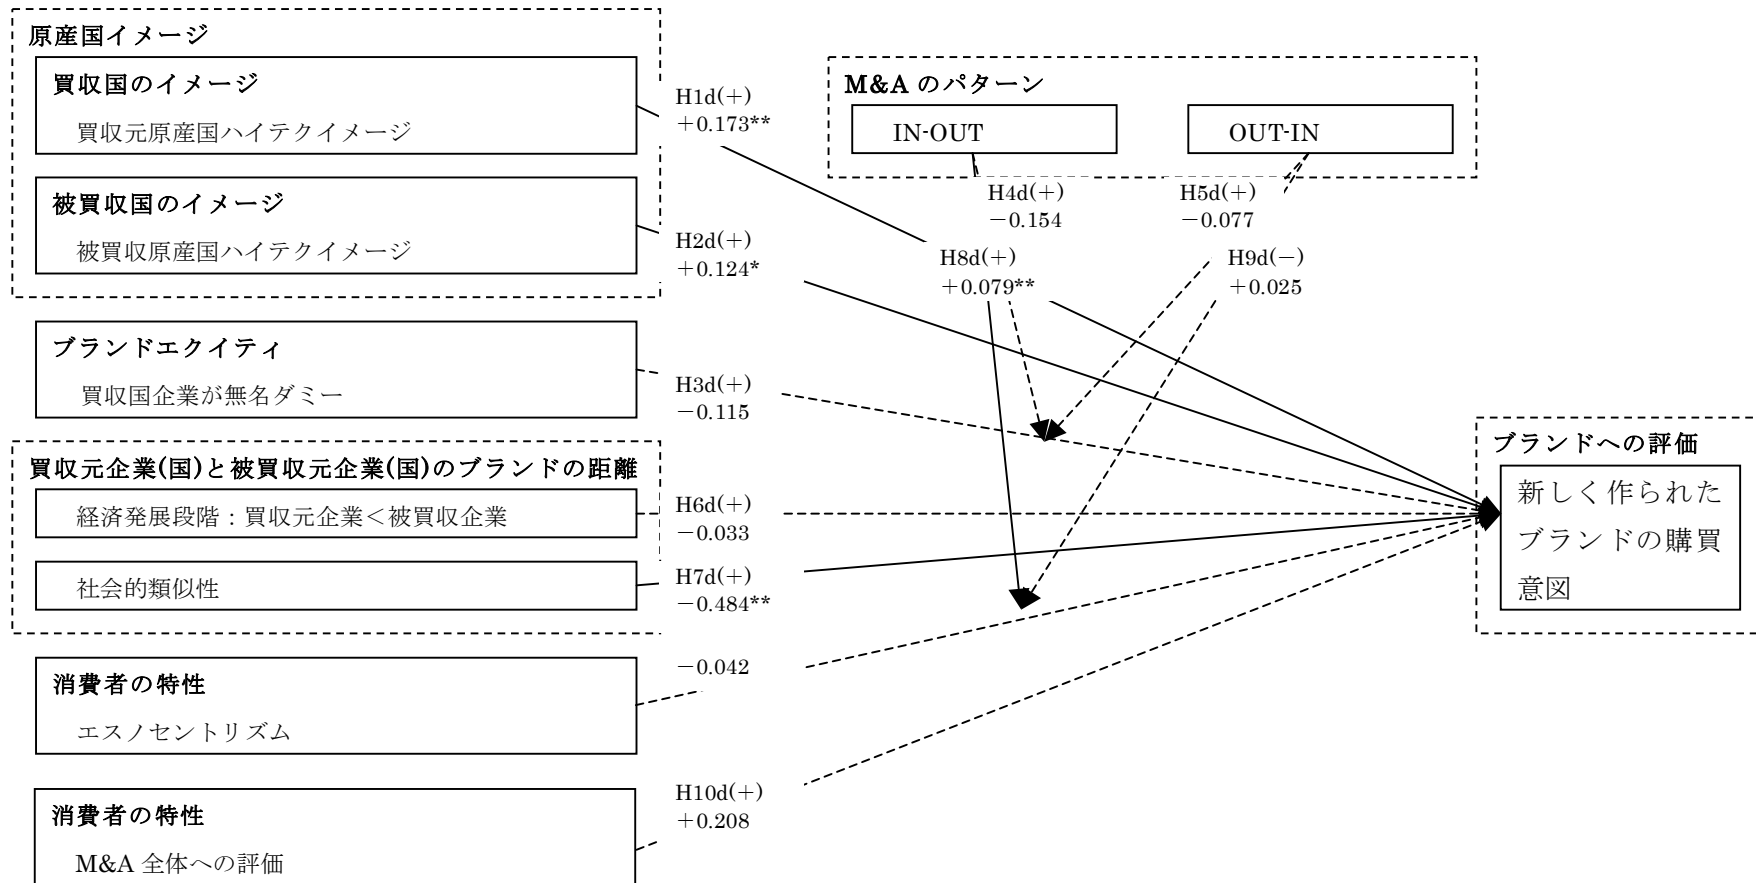 原産国イメージ
買収国のイメージ
買収元原産国ハイテクイメージ
被買収国のイメージ
被買収原産国ハイテクイメージ
ブランドエクイティ
買収国企業が無名ダミー
買収元企業(国)と被買収元企業(国)のブランドの距離
経済発展段階：買収元企業＜被買収企業
社会的類似性
消費者の特性
エスノセントリズム
消費者の特性
M&A 全体への評価
H1d(+)
＋0.173**
H2d(+)
＋0.124*
H3d(+)
－0.115
H6d(+)
－0.033
H7d(+)
－0.484**
－0.042
H10d(+)
＋0.208
M&A のパターン
IN-OUT
OUT-IN
H4d(+)
－0.154
H5d(+)
－0.077
H8d(+)
＋0.079**
H9d(−)
＋0.025
ブランドへの評価
新しく作られた
ブランドの購買
意図